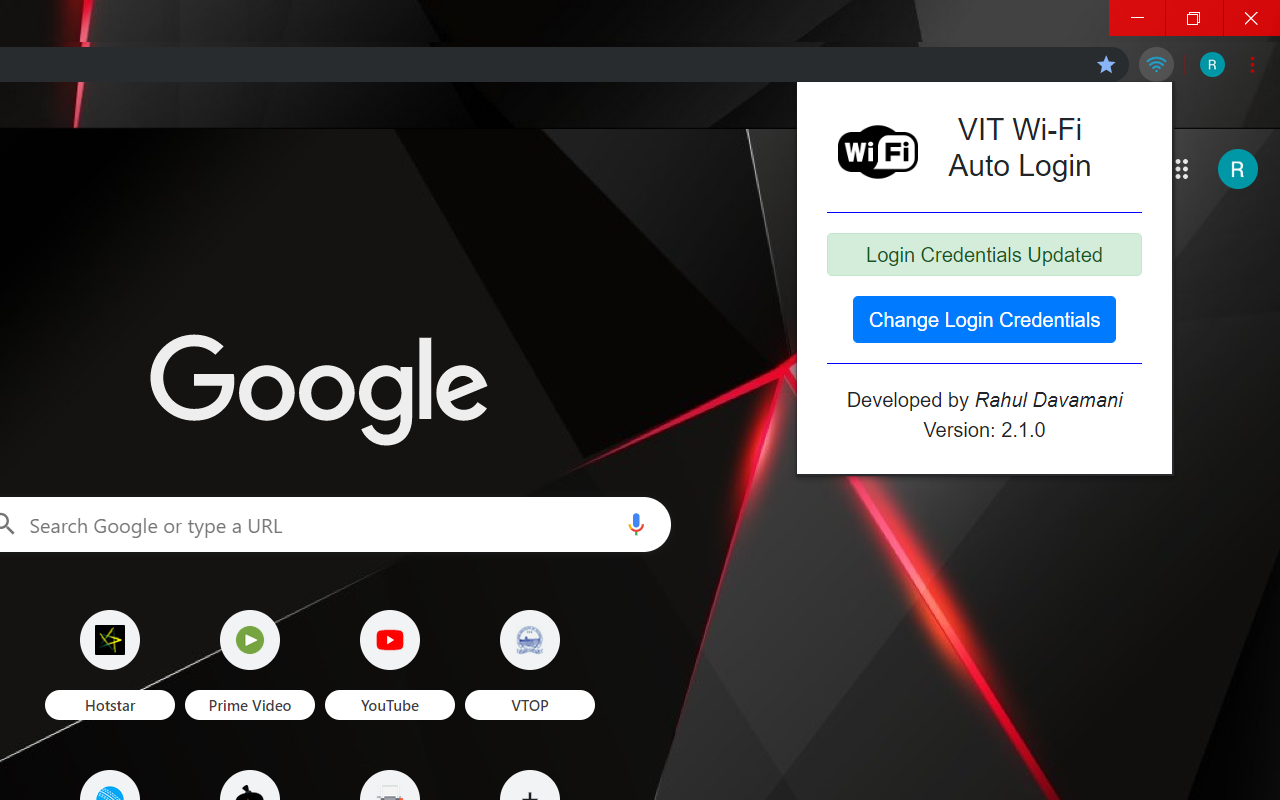 R
WiFi
VIT Wi-Fi
Auto Login
R
Login Credentials Updated
Change Login Credentials
Developed by Rahul Davamani
Version: 2.1.0
Google
Search Google or type a URL
Hotstar
Prime Video
YouTube
VTOP